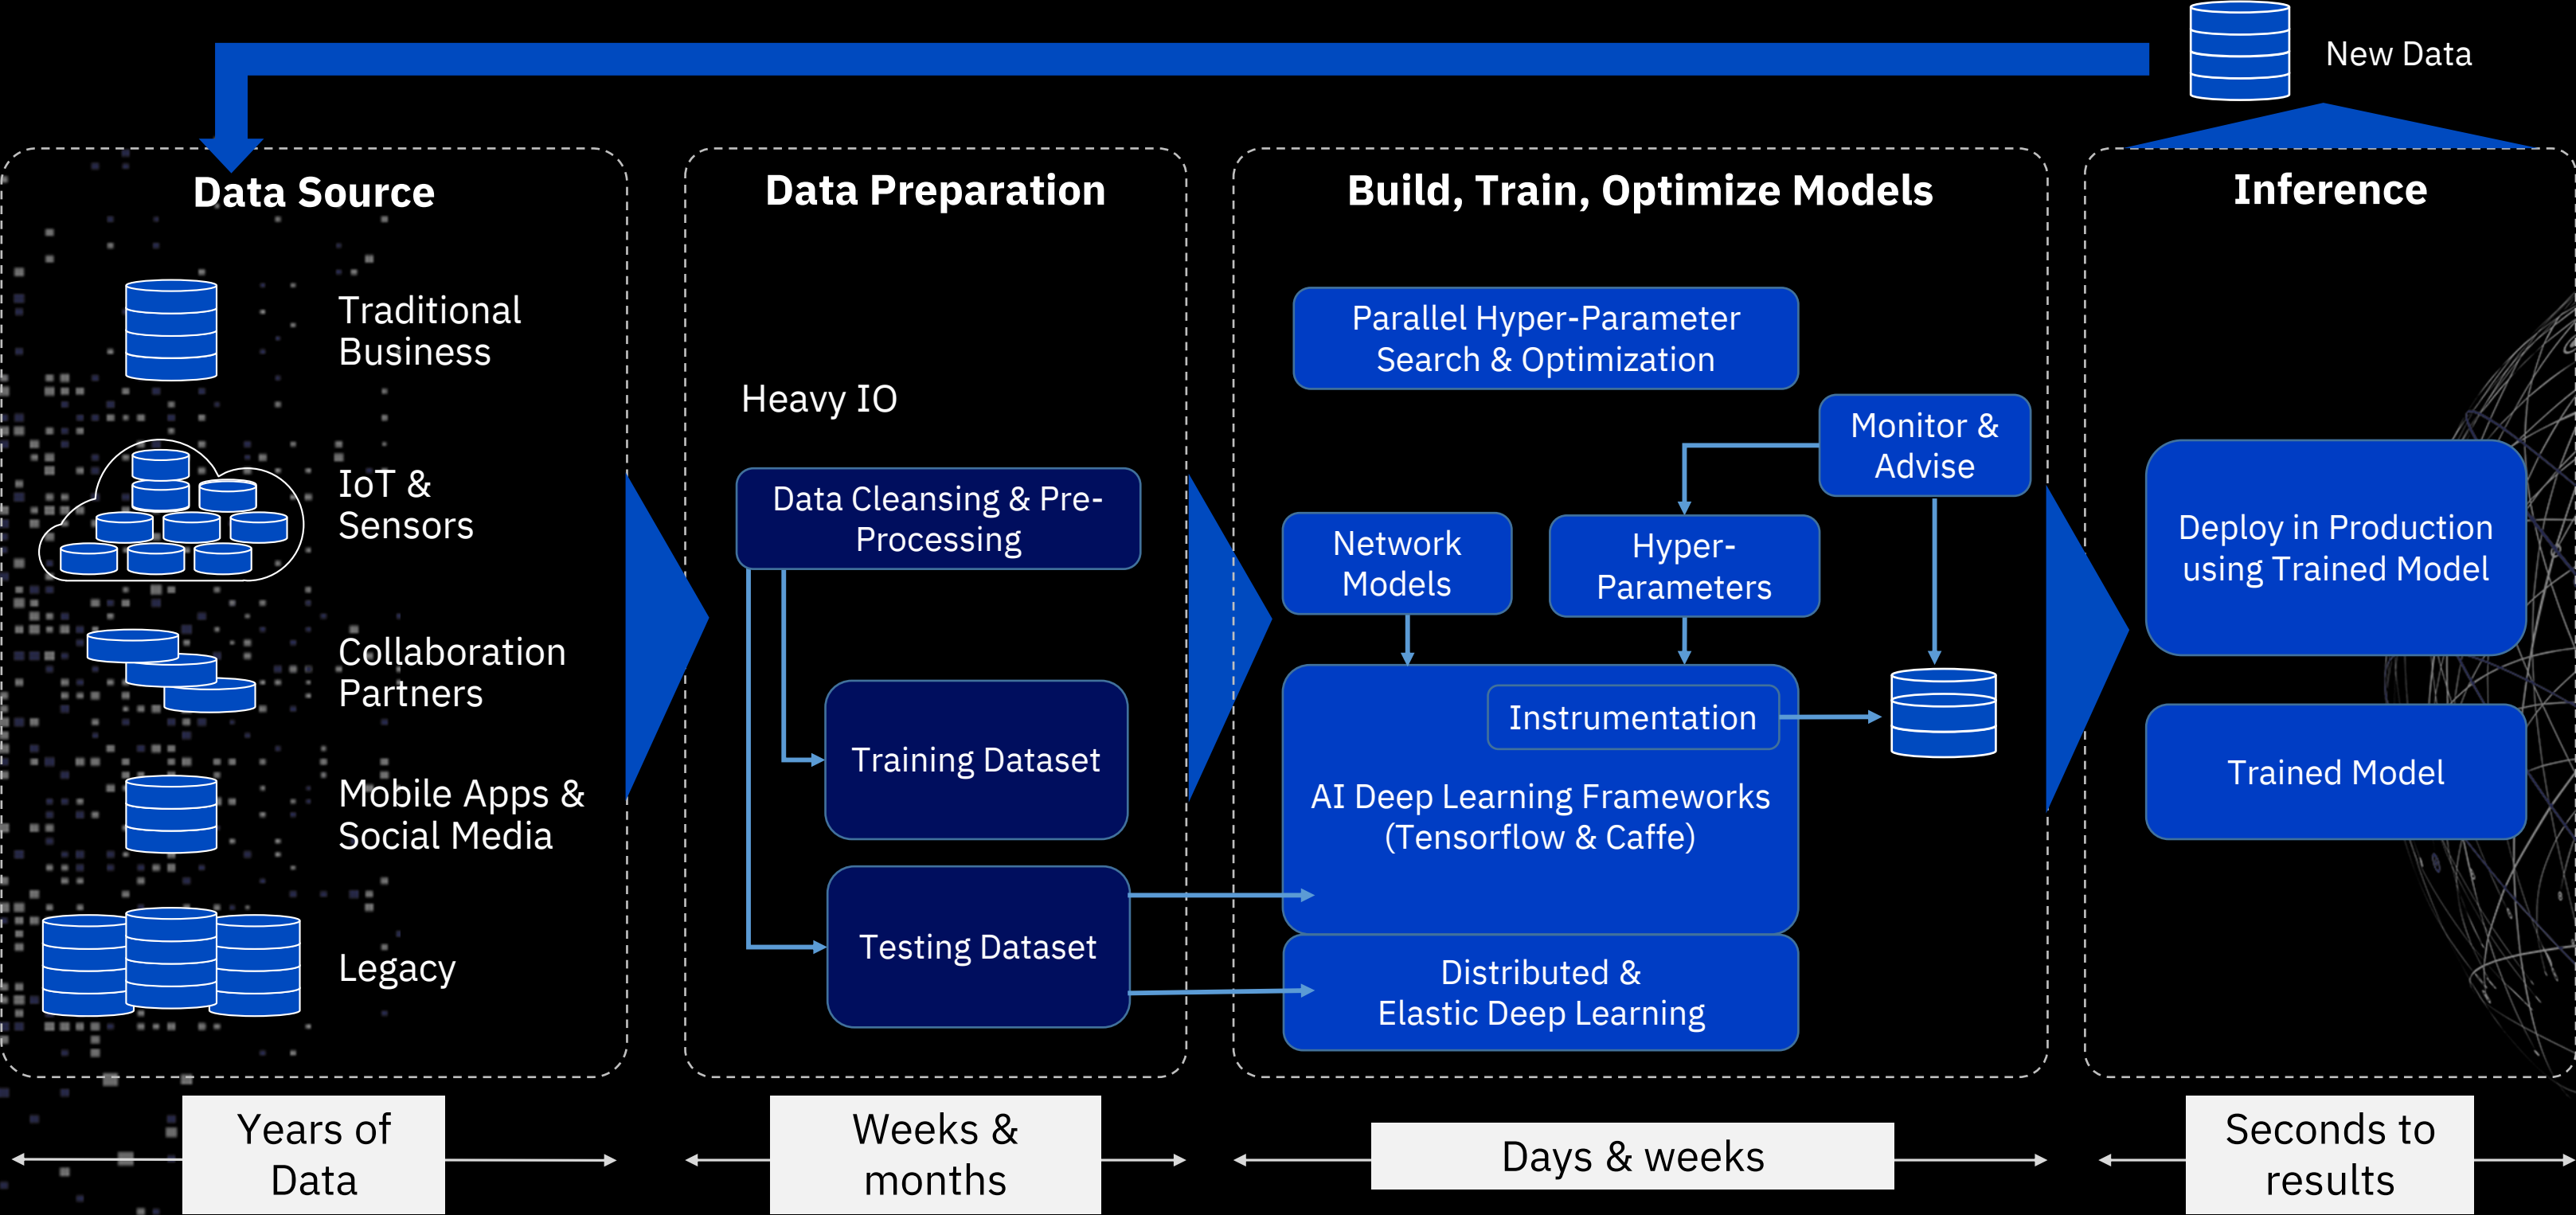 New Data
Data Source
Traditional
Business
IoT &
Sensors
Collaboration
Partners
Mobile Apps &
Social Media
Legacy
Years of
Data
Data Preparation
Heavy IO
Data Cleansing & Pre-
Processing
Training Dataset
Testing Dataset
Weeks &
months
Build, Train, Optimize Models
Parallel Hyper-Parameter
Search & Optimization
Monitor &
Advise
Network
Models
Hyper-
Parameters
Instrumentation
AI Deep Learning Frameworks
(Tensorflow & Caffe)
Distributed &
Elastic Deep Learning
Days & weeks
Inference
Deploy in Production
using Trained Model
Trained Model
Seconds to
results